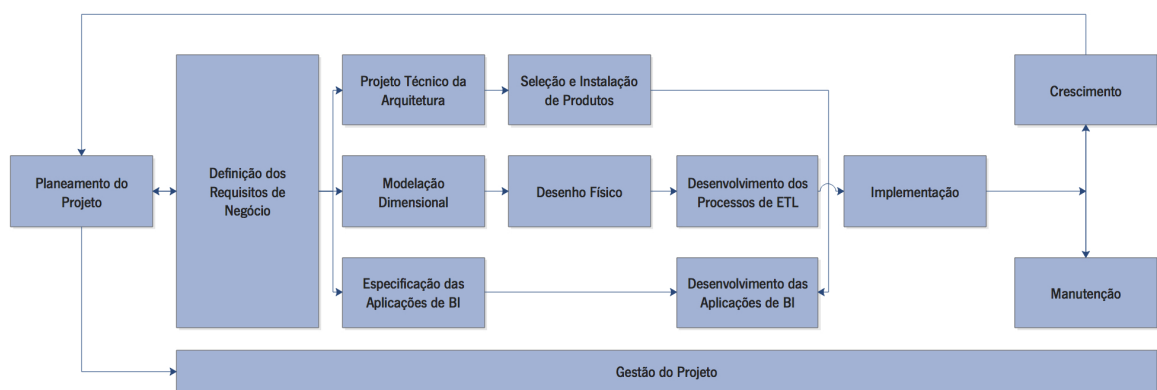 Planeamento do
Projeto
Definição dos
Requisitos de
Negócio
Projeto Técnico da
Arquitetura
Seleção e Instalação
de Produtos
Modelação
Dimensional
Desenho Físico
Desenvolvimento dos
Processos de ETL
Implementação
Especificação das
Aplicações de BI
Desenvolvimento das
Aplicações de BI
Crescimento
Manutenção
Gestão do Projeto